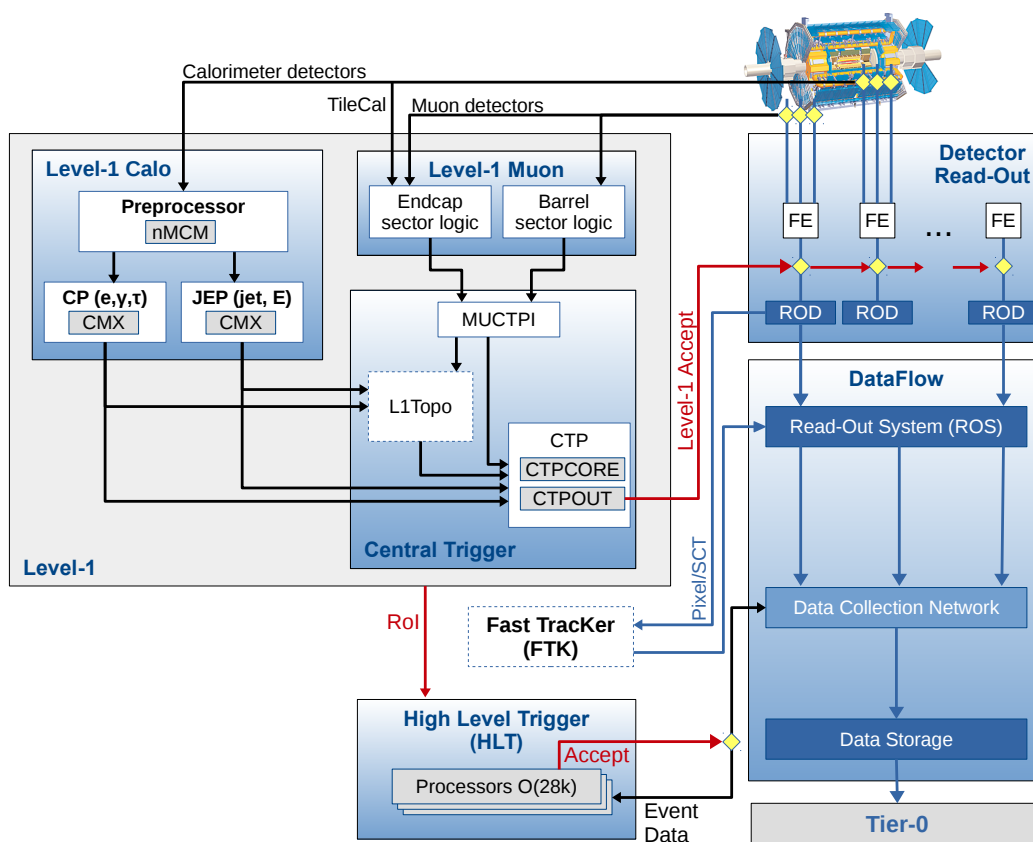 Calorimeter detectors
TileCal
Muon detectors
Level-1 Calo
Preprocessor
nMCM
CP (e,γ,τ)
CMX
JEP (jet, E)
CMX
Level-1 Muon
Endcap
sector logic
Barrel
sector logic
MUCTPI
L1Topo
CTP
CTPCORE
CTPOUT
Central Trigger
Level-1
Level-1 Accept
Detector
Read-Out
FE
FE
...
FE
ROD
ROD
ROD
DataFlow
Read-Out System (ROS)
Data Collection Network
Data Storage
Tier-0
Pixel/SCT
RoI
Fast TracKer
(FTK)
High Level Trigger
(HLT)
Accept
Processors O(28k)
Event
Data